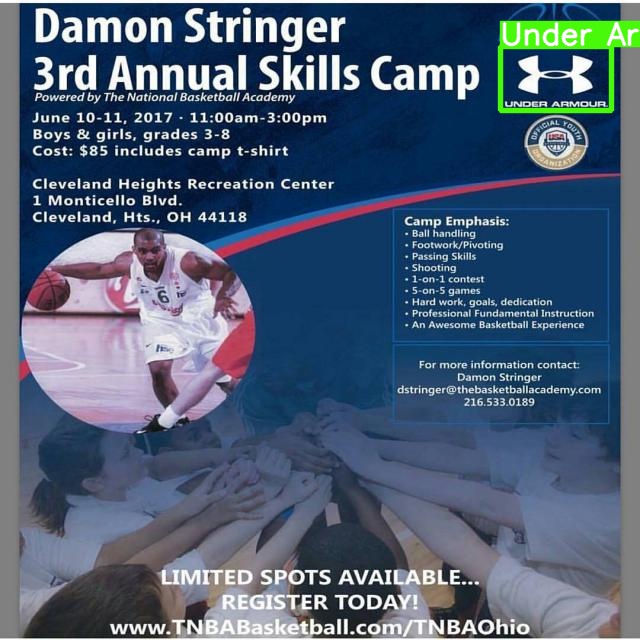 Damon Stringer
3rd Annual Skills Camp
Powered by The National Basketball Academy
June 10-11, 2017 · 11:00am-3:00pm
Boys & girls, grades 3-8
Cost: $85 includes camp t-shirt
Cleveland Heights Recreation Center
1 Monticello Blvd.
Cleveland, Hts., OH 44118
Under Ar
UNDER ARMOUR.
OFFICIAL YOUTH
USA
ORGANIZATION
6
Camp Emphasis:
• Ball handling
• Footwork/Pivoting
• Passing Skills
• Shooting
• 1-on-1 contest
• 5-on-5 games
• Hard work, goals, dedication
• Professional Fundamental Instruction
• An Awesome Basketball Experience
For more information contact:
Damon Stringer
dstringer@thebasketballacademy.com
216.533.0189
LIMITED SPOTS AVAILABLE...
REGISTER TODAY!
www.TNBABasketball.com/TNBAOhio